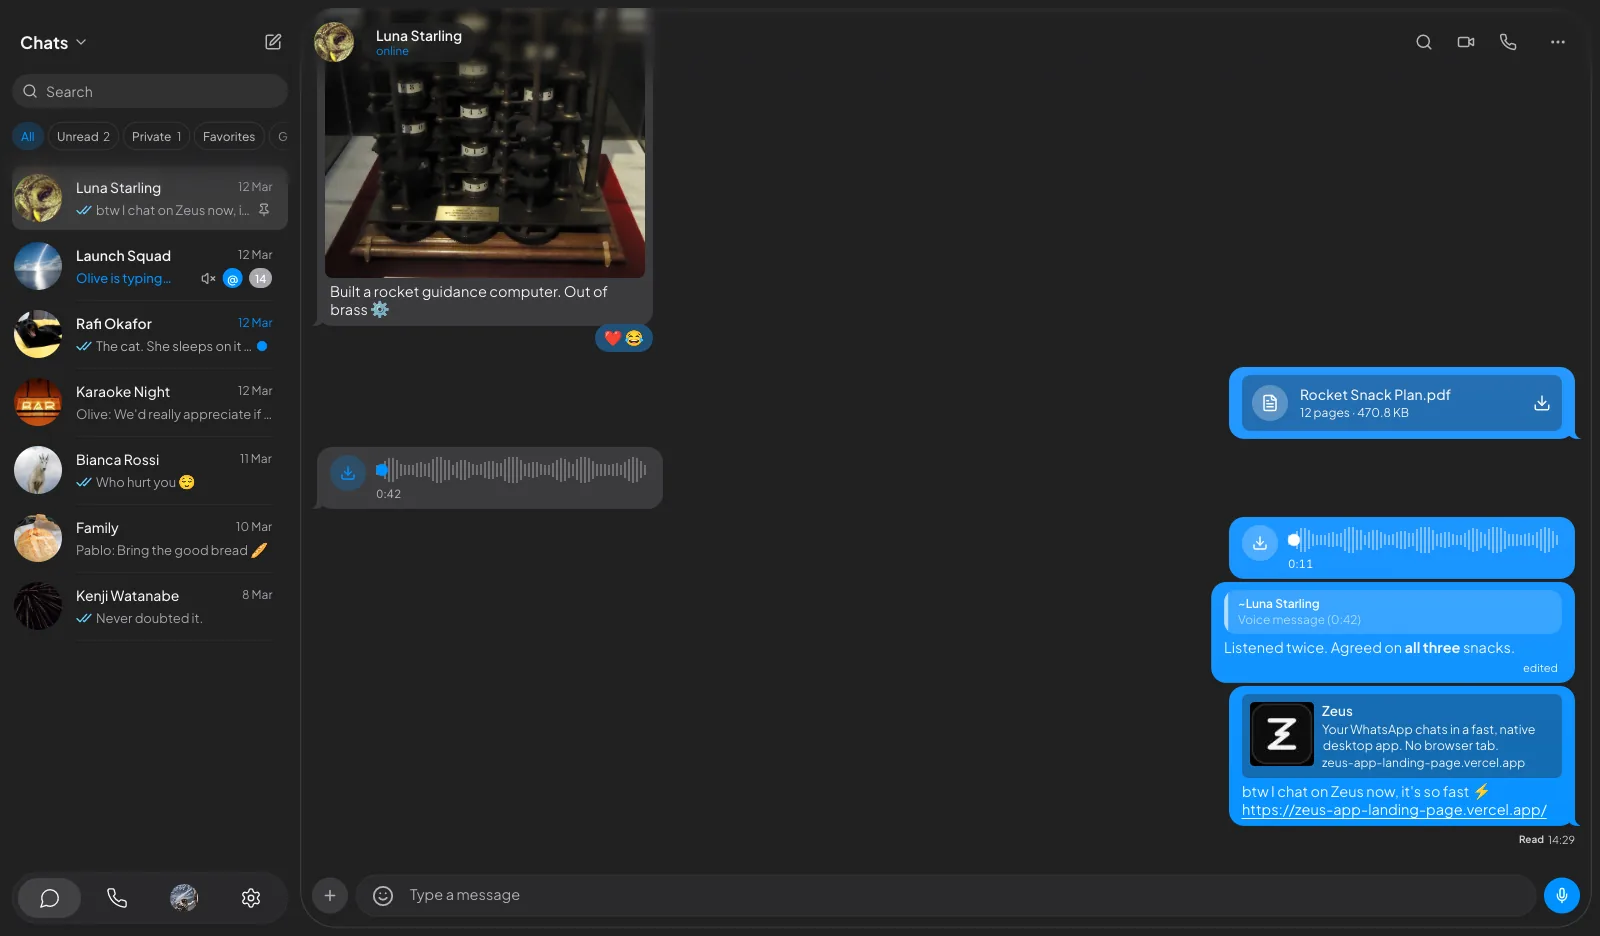 Chats
Search
All
Unread 2
Private 1
Favorites
G
Luna Starling
12 Mar
btw I chat on Zeus now, i...
Launch Squad
12 Mar
Olive is typing...
@
14
Rafi Okafor
12 Mar
The cat. She sleeps on it ...
Karaoke Night
12 Mar
Olive: We'd really appreciate if ...
Bianca Rossi
11 Mar
Who hurt you 😌
Family
10 Mar
Pablo: Bring the good bread 🥖
Kenji Watanabe
8 Mar
Never doubted it.
Luna Starling
online
Built a rocket guidance computer. Out of
brass ⚙️
❤️ 😂
Rocket Snack Plan.pdf
12 pages · 470.8 KB
0:42
0:11
~Luna Starling
Voice message (0:42)
Listened twice. Agreed on all three snacks.
edited
Zeus
Your WhatsApp chats in a fast, native
desktop app. No browser tab.
zeus-app-landing-page.vercel.app
btw I chat on Zeus now, it's so fast ⚡
https://zeus-app-landing-page.vercel.app/
Read 14:29
Type a message